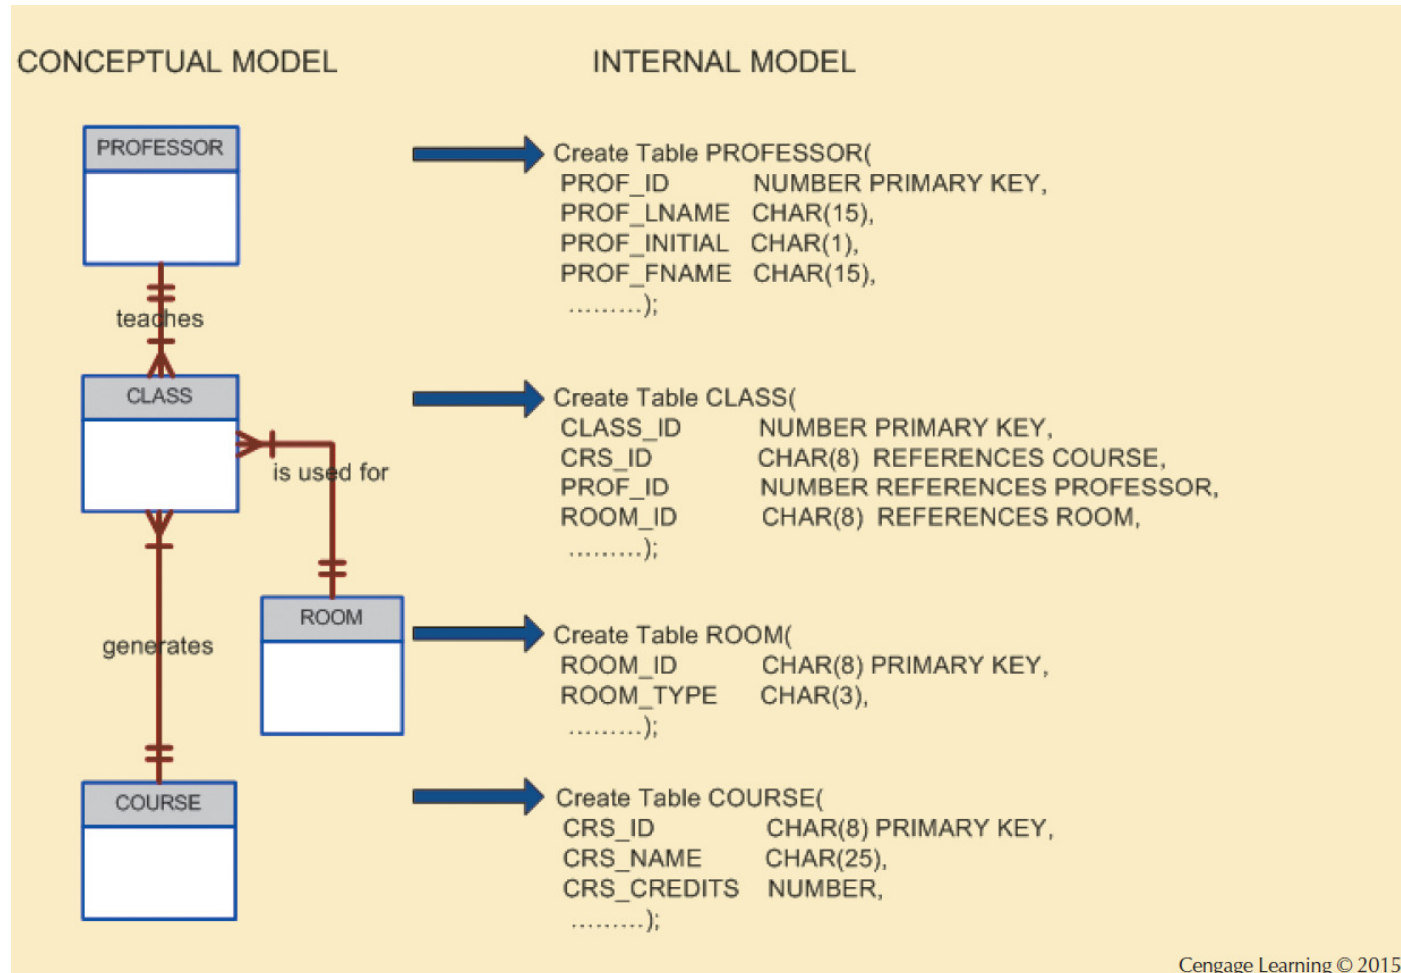 CONCEPTUAL MODEL
INTERNAL MODEL
PROFESSOR
teaches
CLASS
is used for
ROOM
generates
COURSE
Create Table PROFESSOR(
PROF_ID NUMBER PRIMARY KEY,
PROF_LNAME CHAR(15),
PROF_INITIAL CHAR(1),
PROF_FNAME CHAR(15),
.........);
Create Table CLASS(
CLASS_ID NUMBER PRIMARY KEY,
CRS_ID CHAR(8) REFERENCES COURSE,
PROF_ID NUMBER REFERENCES PROFESSOR,
ROOM_ID CHAR(8) REFERENCES ROOM,
.........);
Create Table ROOM(
ROOM_ID CHAR(8) PRIMARY KEY,
ROOM_TYPE CHAR(3),
.........);
Create Table COURSE(
CRS_ID CHAR(8) PRIMARY KEY,
CRS_NAME CHAR(25),
CRS_CREDITS NUMBER,
.........);
Cengage Learning © 2015